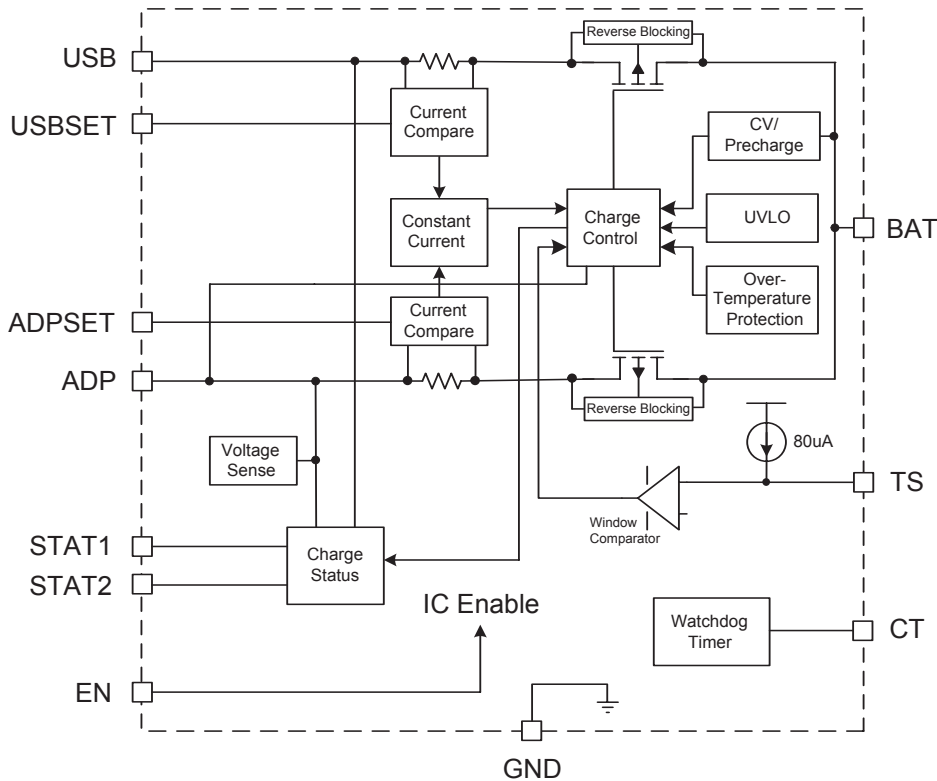 USB
Reverse Blocking
USBSET
Current
Compare
CV/
Precharge
Constant
Current
Charge
Control
UVLO
BAT
Over-
Temperature
Protection
ADPSET
Current
Compare
ADP
Reverse Blocking
Voltage
Sense
80uA
TS
Window
Comparator
STAT1
STAT2
Charge
Status
IC Enable
Watchdog
Timer
CT
EN
GND